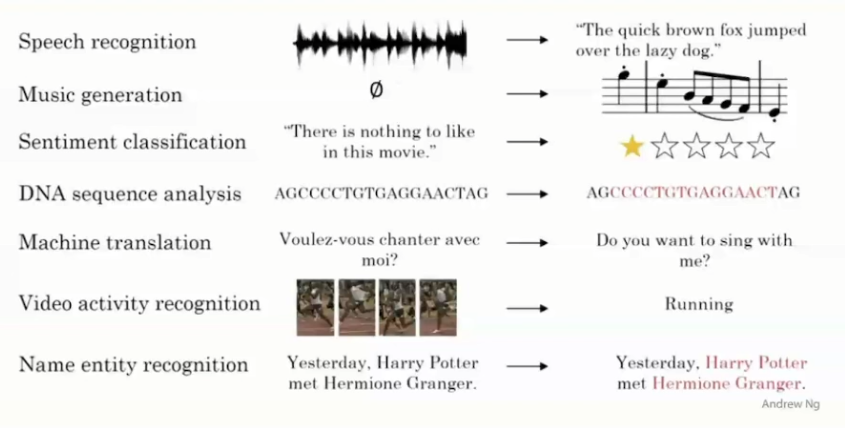 Speech recognition
"The quick brown fox jumped
over the lazy dog."
Music generation
∅
Sentiment classification
"There is nothing to like
in this movie."
DNA sequence analysis
AGCCCCTGTGAGGAACTAG
AGCCCCTGTGAGGAACTAG
Machine translation
Voulez-vous chanter avec
moi?
Do you want to sing with
me?
Video activity recognition
Running
Name entity recognition
Yesterday, Harry Potter
met Hermione Granger.
Yesterday, Harry Potter
met Hermione Granger.
Andrew Ng